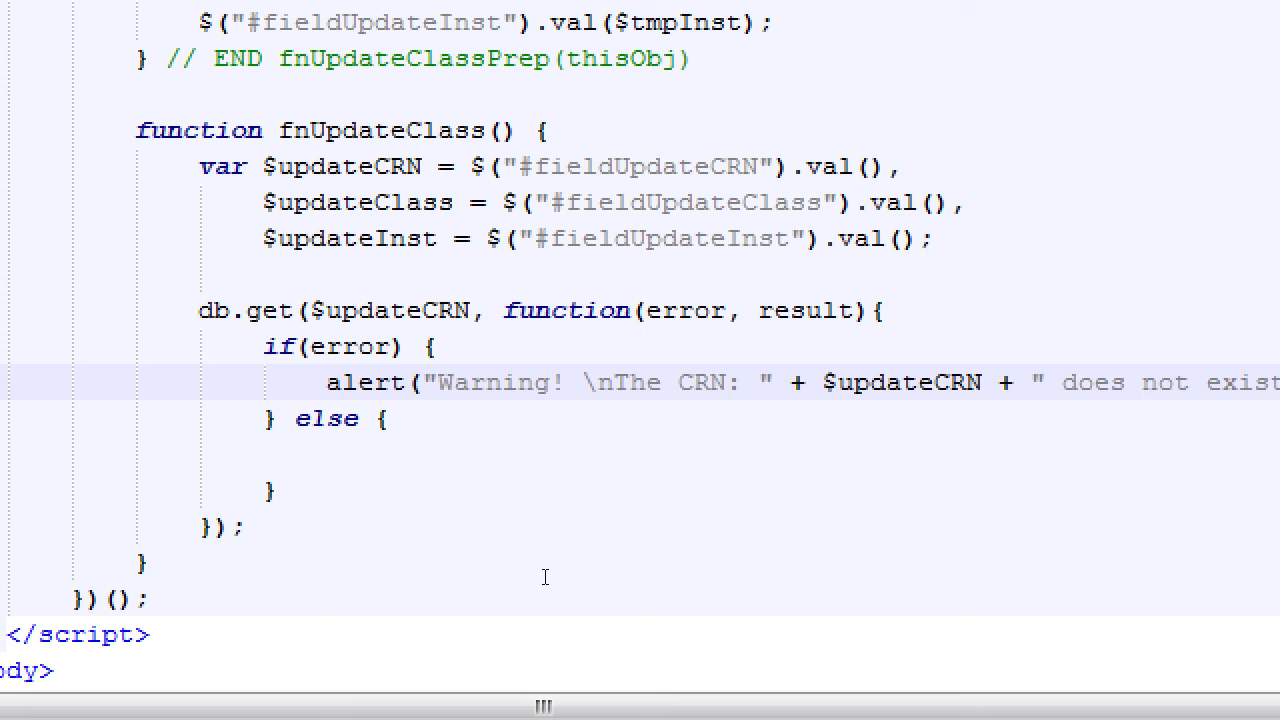 $("#fieldUpdateInst").val($tmpInst);
} // END fnUpdateClassPrep(thisObj)
function fnUpdateClass() {
var $updateCRN = $("#fieldUpdateCRN").val(),
$updateClass = $("#fieldUpdateClass").val(),
$updateInst = $("#fieldUpdateInst").val();
db.get($updateCRN, function(error, result){
if(error) {
alert("Warning! \nThe CRN: " + $updateCRN + " does not exist
} else {
}
});
}
})();
</script>
ody>